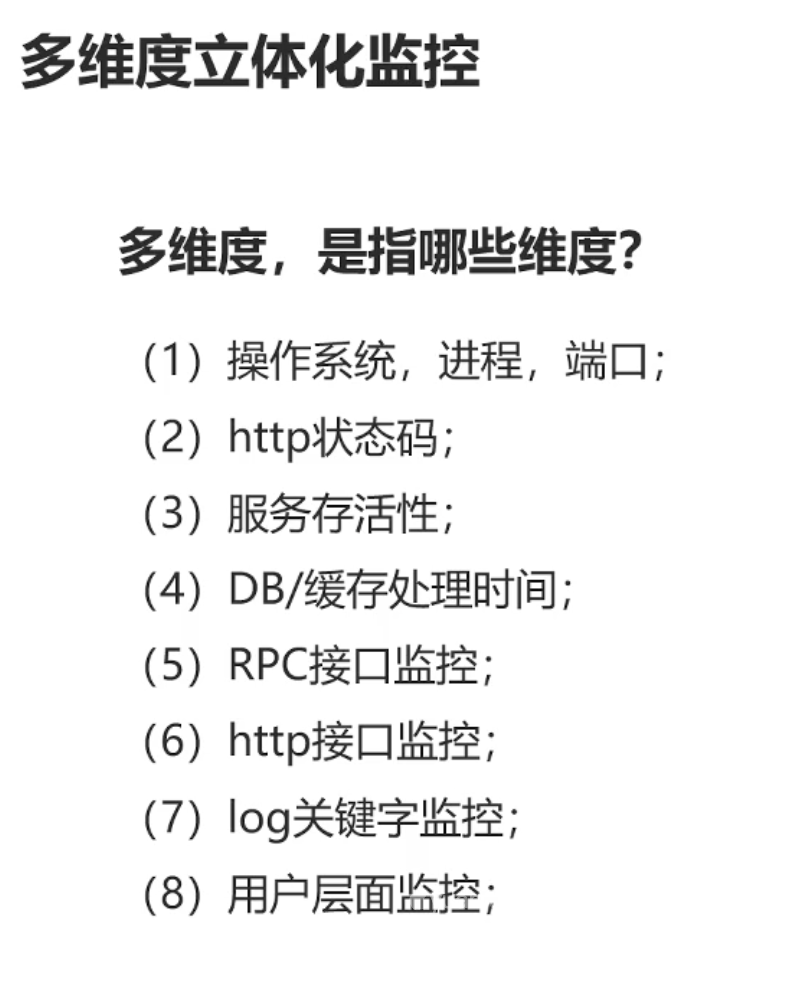 多维度立体化监控
多维度，是指哪些维度？
（1）操作系统，进程，端口；
（2）http状态码；
（3）服务存活性；
（4）DB/缓存处理时间；
（5）RPC接口监控；
（6）http接口监控；
（7）log关键字监控；
（8）用户层面监控；